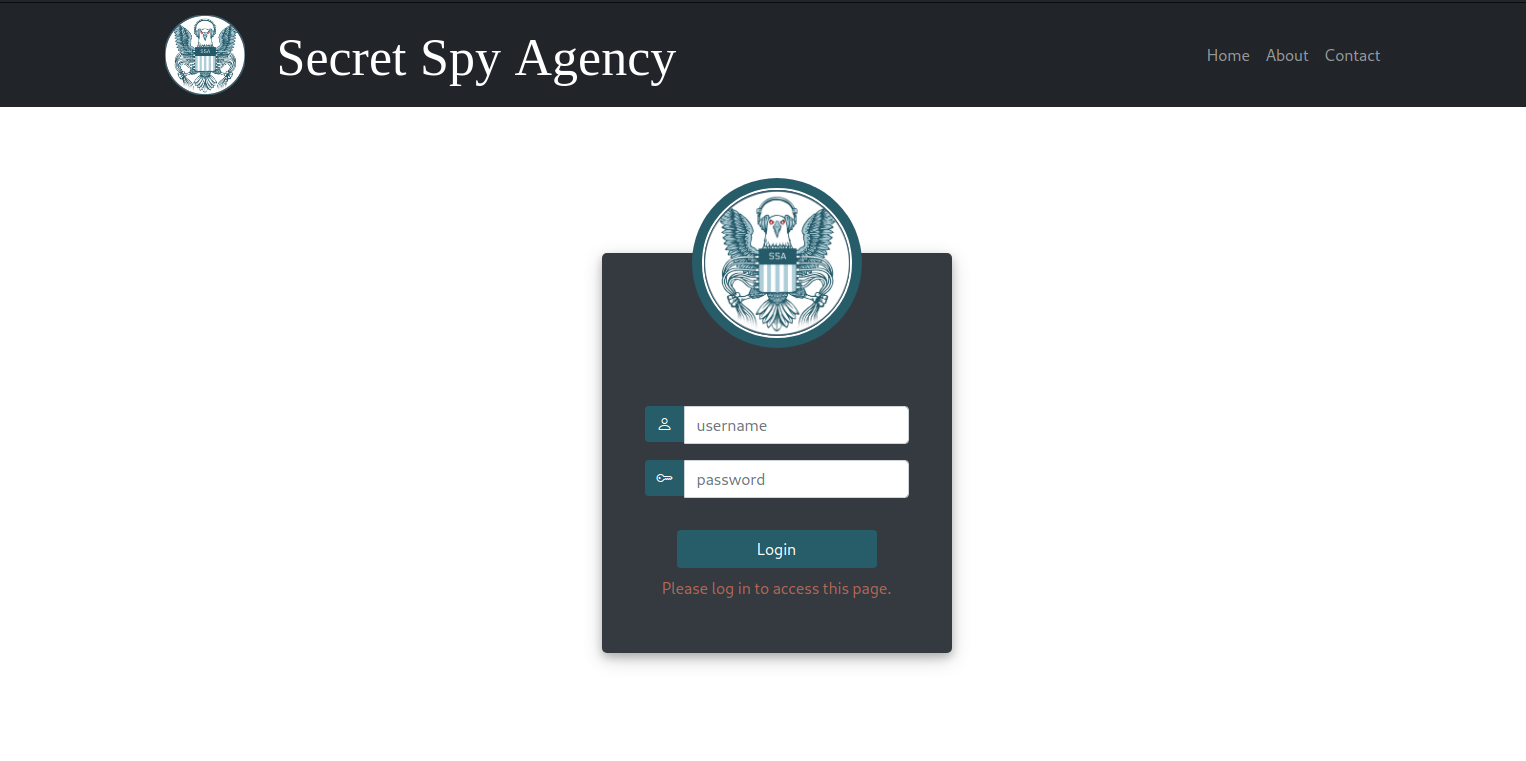 SSA
Secret Spy Agency
Home About Contact
SSA
username
password
Login
Please log in to access this page.